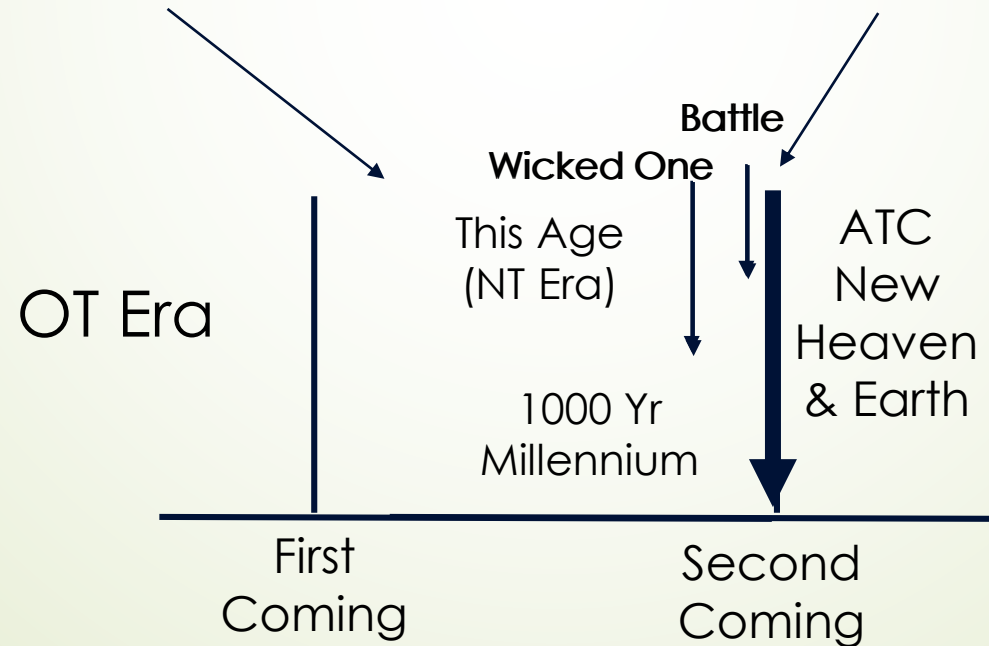 Battle
Wicked One
This Age
(NT Era)
ATC
New
Heaven
& Earth
OT Era
1000 Yr
Millennium
First
Coming
Second
Coming